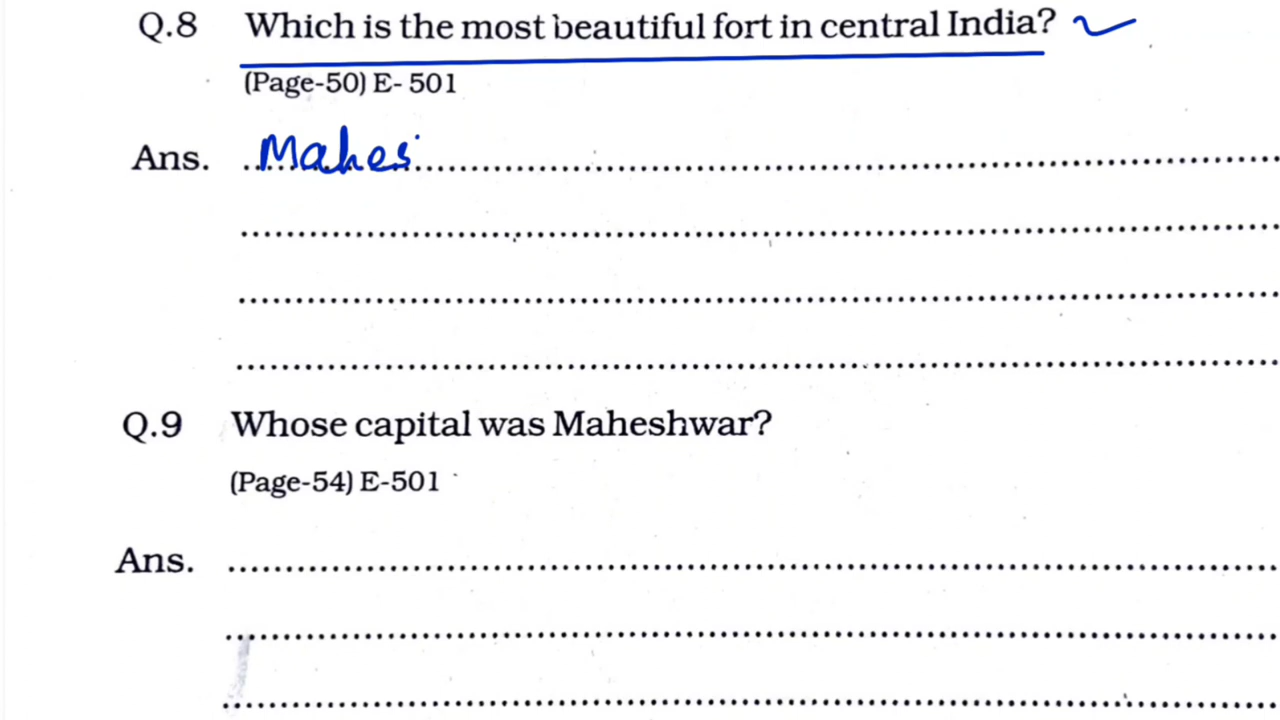 Q.8 Which is the most beautiful fort in central India?
(Page-50) E- 501
Ans. Mahes
Q.9 Whose capital was Maheshwar?
(Page-54) E-501
Ans.